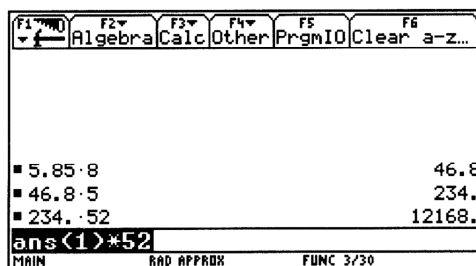 F1 F2 F3 F4 F5 F6
Algebra Calc Other PrgmIO Clear a-z…
▪ 5.85·8 46.8
▪ 46.8·5 234.
▪ 234.·52 12168.
ans(1)*52
MAIN RAD APPROX FUNC 3/30